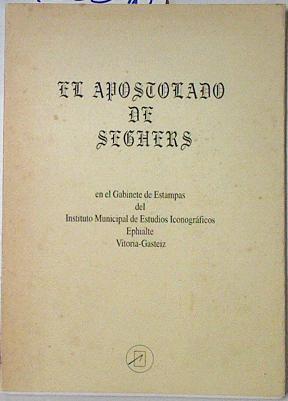 EL APOSTOLADO
DE
SEGHERS
en el Gabinete de Estampas
del
Instituto Municipal de Estudios Iconográficos
Ephialte
Vitoria-Gasteiz